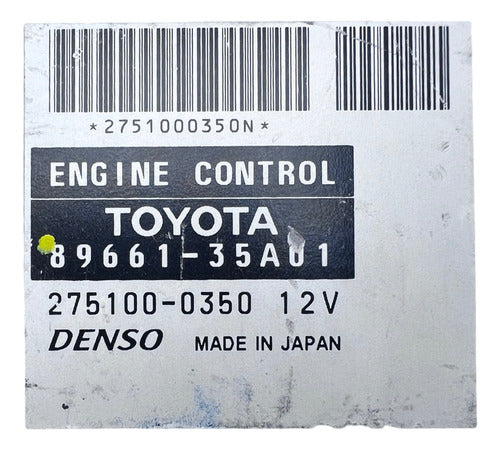 *2751000350N*
ENGINE CONTROL
TOYOTA
89661-35A01
275100-0350 12V
DENSO MADE IN JAPAN